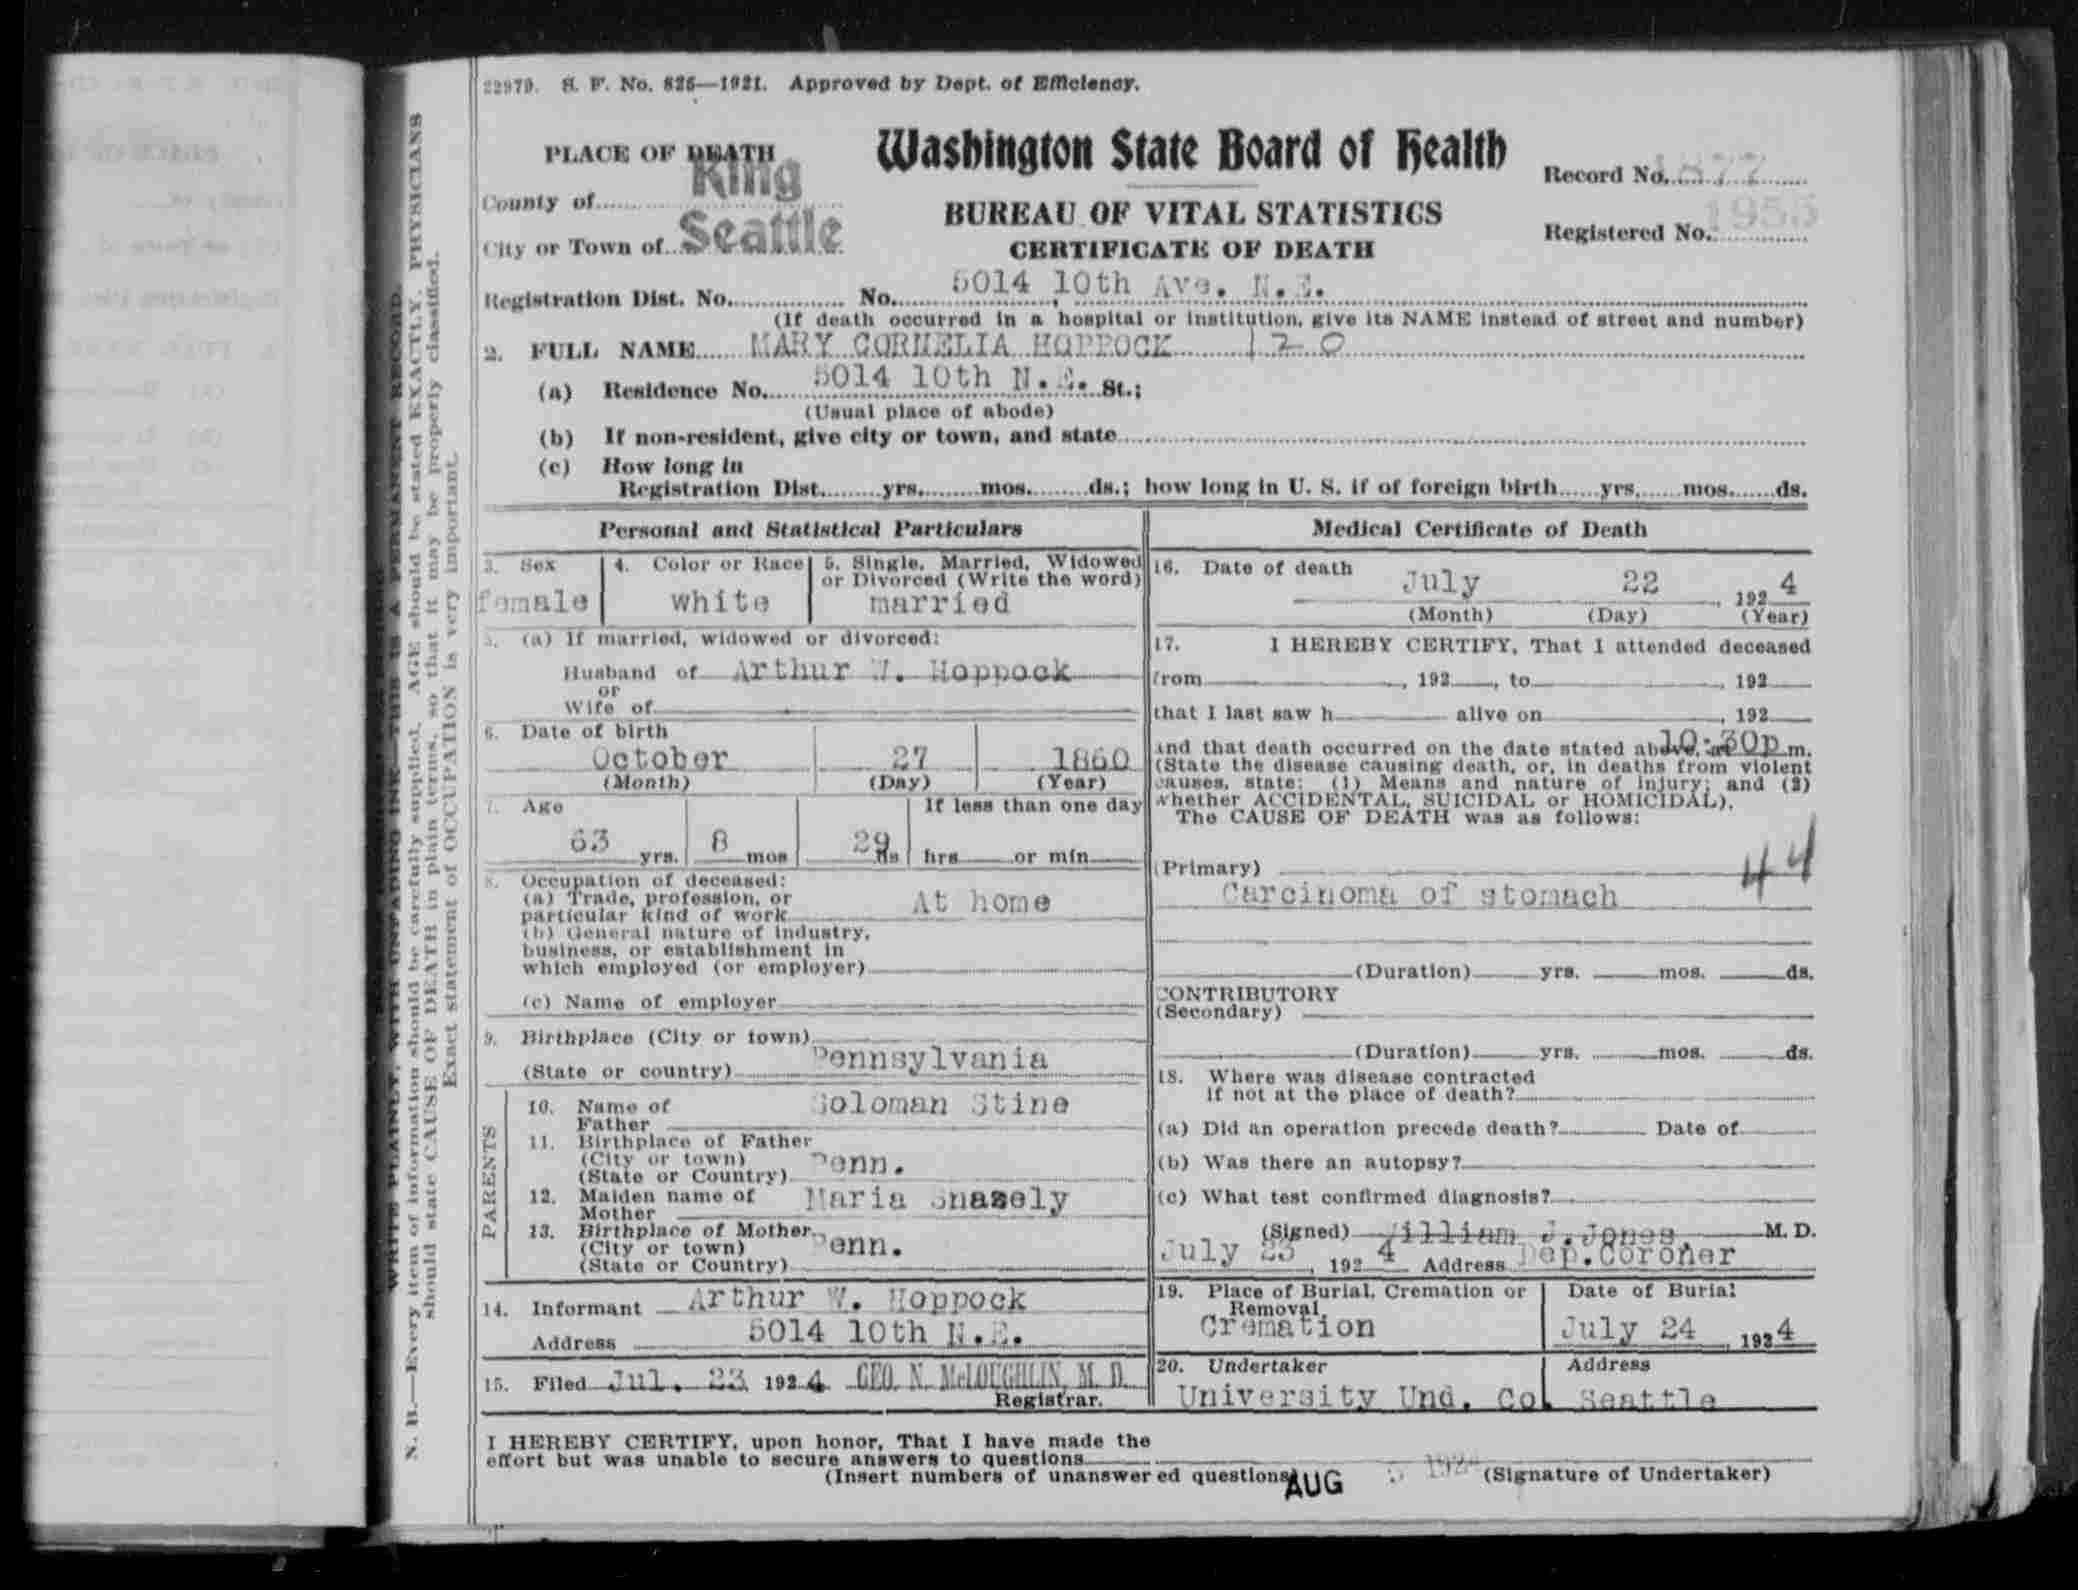 22979. S. F. No. 826—1921. Approved by Dept. of Efficiency.
PLACE OF DEATH
Washington State Board of Health
BUREAU OF VITAL STATISTICS
CERTIFICATE OF DEATH
County of King
City or Town of Seattle
Record No. 1877
Registered No. 1955
Registration Dist. No. No. 5014 10th Ave. N.E.
(If death occurred in a hospital or institution, give its NAME instead of street and number)
2. FULL NAME MARY CORNELIA HOPPOCK 120
(a) Residence No. 5014 10th N.E. St.;
(Usual place of abode)
(b) If non-resident, give city or town, and state
(c) How long in
Registration Dist. yrs. mos. ds.; how long in U. S. if of foreign birth yrs. mos. ds.
Personal and Statistical Particulars
3. Sex female
4. Color or Race white
5. Single, Married, Widowed
or Divorced (Write the word)
married
5. (a) If married, widowed or divorced:
Husband of Arthur W. Hoppock
or
Wife of
6. Date of birth
October 27 1860
(Month) (Day) (Year)
7. Age If less than one day
63 yrs. 8 mos 29 ds hrs or min
8. Occupation of deceased:
(a) Trade, profession, or
particular kind of work At home
(b) General nature of industry,
business, or establishment in
which employed (or employer)
(c) Name of employer
9. Birthplace (City or town)
(State or country) Pennsylvania
PARENTS
10. Name of
Father Soloman Stine
11. Birthplace of Father
(City or town)
(State or Country) Penn.
12. Maiden name of
Mother Maria
13. Birthplace of Mother
(City or town)
(State or Country) Penn.
14. Informant Arthur W. Hoppock
Address 5014 10th N.E.
15. Filed Jul. 23 1924 GEO. N. McLOUGHLIN, M. D.
Registrar.
Medical Certificate of Death
16. Date of death
July 22, 1924
(Month) (Day) (Year)
17. I HEREBY CERTIFY, That I attended deceased
from , 192 , to , 192
that I last saw h alive on , 192
and that death occurred on the date stated above, at 10:30p m.
(State the disease causing death, or, in deaths from violent
causes, state: (1) Means and nature of injury; and (2)
whether ACCIDENTAL, SUICIDAL or HOMICIDAL).
The CAUSE OF DEATH was as follows:
44
(Primary)
Carcinoma of stomach
(Duration) yrs. mos. ds.
CONTRIBUTORY
(Secondary)
(Duration) yrs. mos. ds.
18. Where was disease contracted
if not at the place of death?
(a) Did an operation precede death? Date of
(b) Was there an autopsy?
(c) What test confirmed diagnosis?
(Signed) William J. Jones, M. D.
July 23, 1924 Address Dep. Coroner
19. Place of Burial, Cremation or
Removal
Cremation
Date of Burial
July 24, 1924
20. Undertaker Address
University Und. Co. Seattle
I HEREBY CERTIFY, upon honor, That I have made the
effort but was unable to secure answers to questions
(Insert numbers of unanswered questions)
AUG 5 1924
(Signature of Undertaker)
WRITE PLAINLY, WITH UNFADING INK—THIS IS A PERMANENT RECORD.
N. B.—Every item of information should be carefully supplied. AGE should be stated EXACTLY. PHYSICIANS
should state CAUSE OF DEATH in plain terms, so that it may be properly classified.
Exact statement of OCCUPATION is very important.